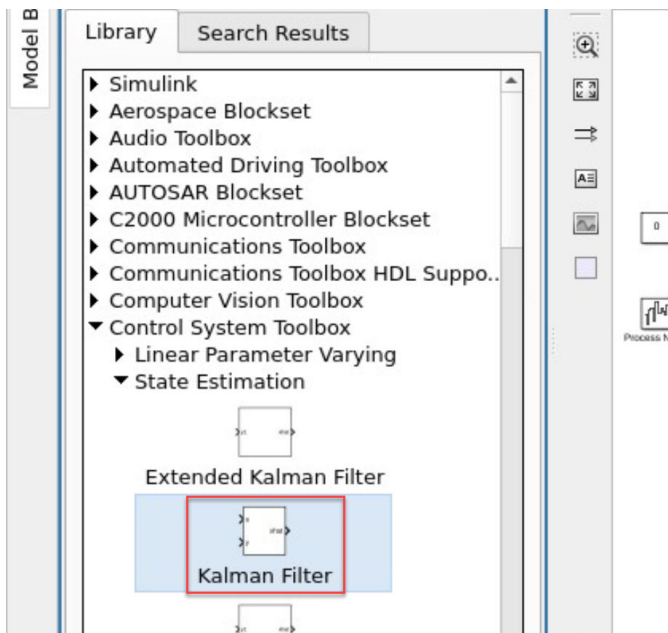 Model B
Library
Search Results
Simulink
Aerospace Blockset
Audio Toolbox
Automated Driving Toolbox
AUTOSAR Blockset
C2000 Microcontroller Blockset
Communications Toolbox
Communications Toolbox HDL Suppo..
Computer Vision Toolbox
Control System Toolbox
Linear Parameter Varying
State Estimation
Extended Kalman Filter
Kalman Filter
0
Process N